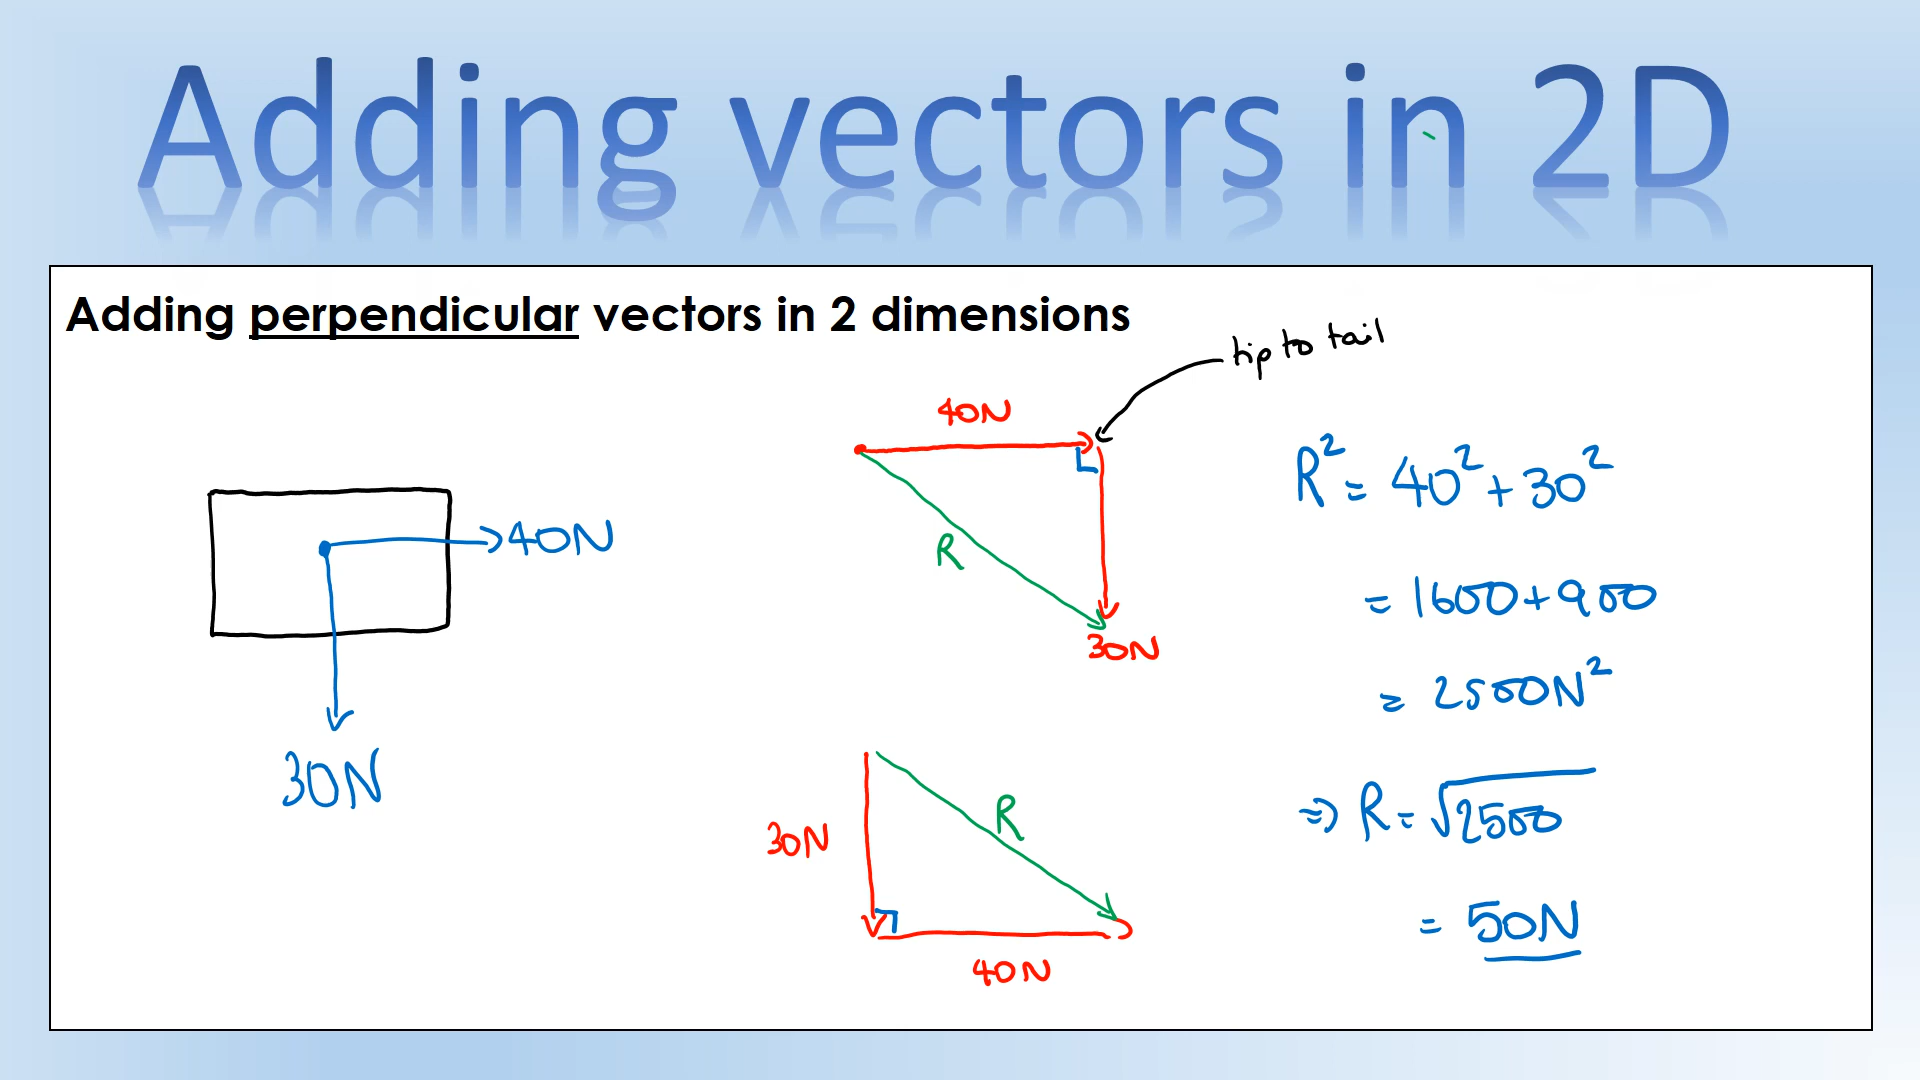 Adding vectors in 2D
Adding perpendicular vectors in 2 dimensions
tip to tail
40N
30N
40N
R
30N
30N
R
40N
R² = 40² + 30²
= 1600 + 900
= 2500N²
⇒ R = √2500
= 50N